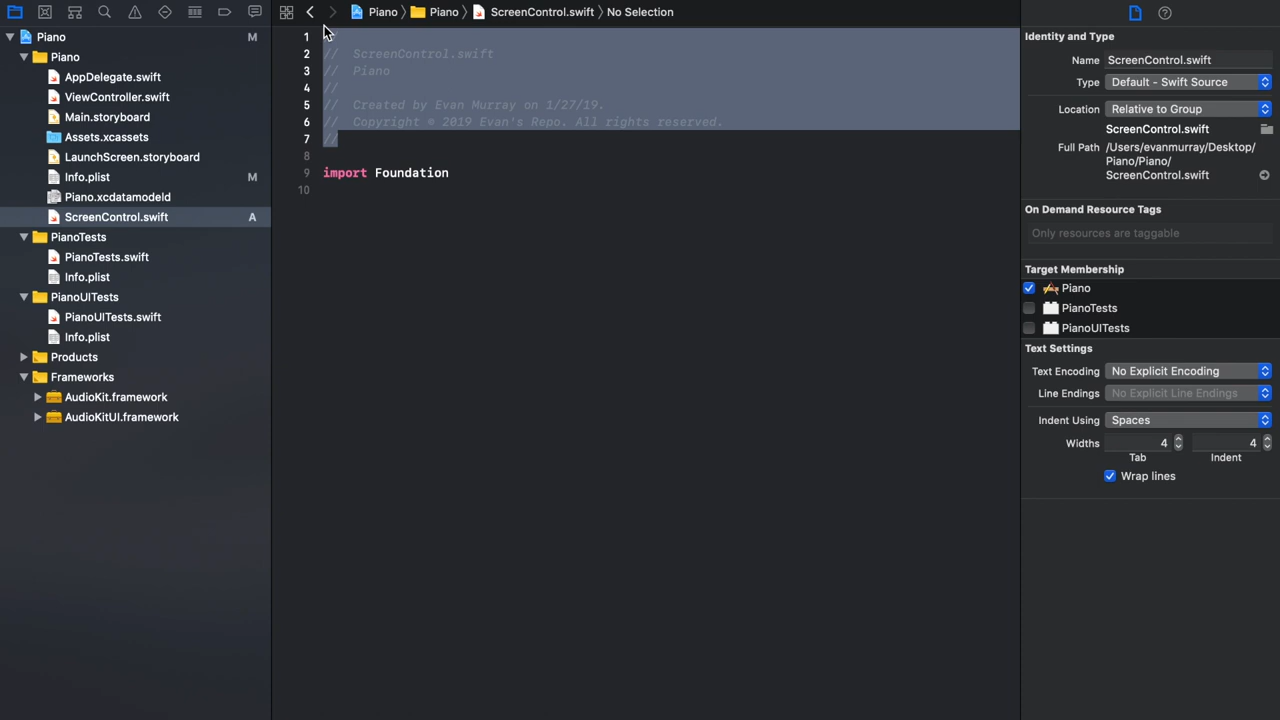 Piano
Piano
ScreenControl.swift
No Selection
Piano
M
Piano
AppDelegate.swift
ViewController.swift
Main.storyboard
Assets.xcassets
LaunchScreen.storyboard
Info.plist
M
Piano.xcdatamodeld
ScreenControl.swift
A
PianoTests
PianoTests.swift
Info.plist
PianoUITests
PianoUITests.swift
Info.plist
Products
Frameworks
AudioKit.framework
AudioKitUI.framework
1 //
2 // ScreenControl.swift
3 // Piano
4 //
5 // Created by Evan Murray on 1/27/19.
6 // Copyright © 2019 Evan's Repo. All rights reserved.
7 //
8
9 import Foundation
10
Identity and Type
Name ScreenControl.swift
Type Default - Swift Source
Location Relative to Group
ScreenControl.swift
Full Path /Users/evanmurray/Desktop/
Piano/Piano/
ScreenControl.swift
On Demand Resource Tags
Only resources are taggable
Target Membership
Piano
PianoTests
PianoUITests
Text Settings
Text Encoding No Explicit Encoding
Line Endings No Explicit Line Endings
Indent Using Spaces
Widths 4 4
Tab Indent
Wrap lines